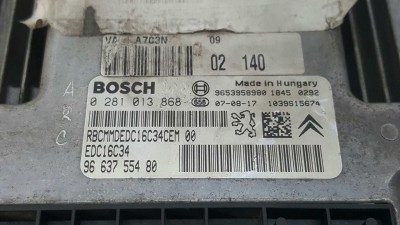 A703N 09
02 140
BOSCH
Made in Hungary
9653958980 1845 0292
0 281 013 868
07-08-17 1039S15674
RBCMMDEDC16C34CEM 00
EDC16C34
96 637 554 80
A
R
C